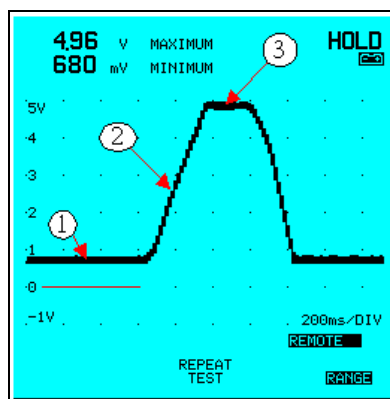 4.96 V MAXIMUM
HOLD
680 mV MINIMUM
3
5V
2
4
3
2
1
1
0
-1V
200ms/DIV
REMOTE
REPEAT
TEST
RANGE